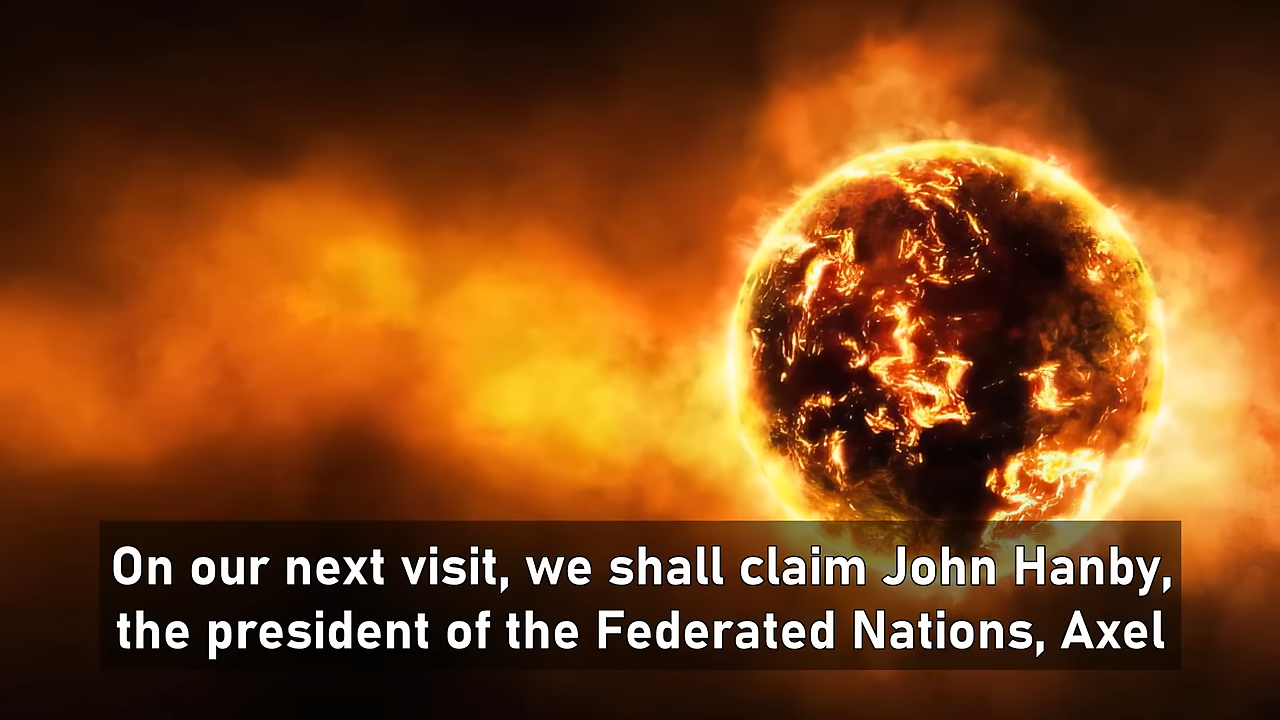 On our next visit, we shall claim John Hanby,
the president of the Federated Nations, Axel